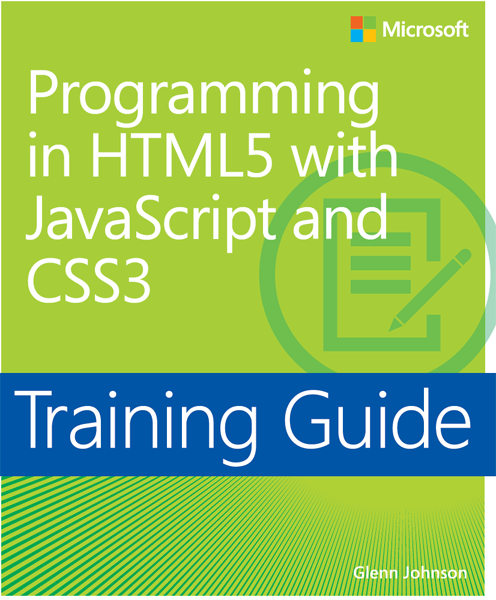 Microsoft
Programming
in HTML5 with
JavaScript and
CSS3
Training Guide
Glenn Johnson